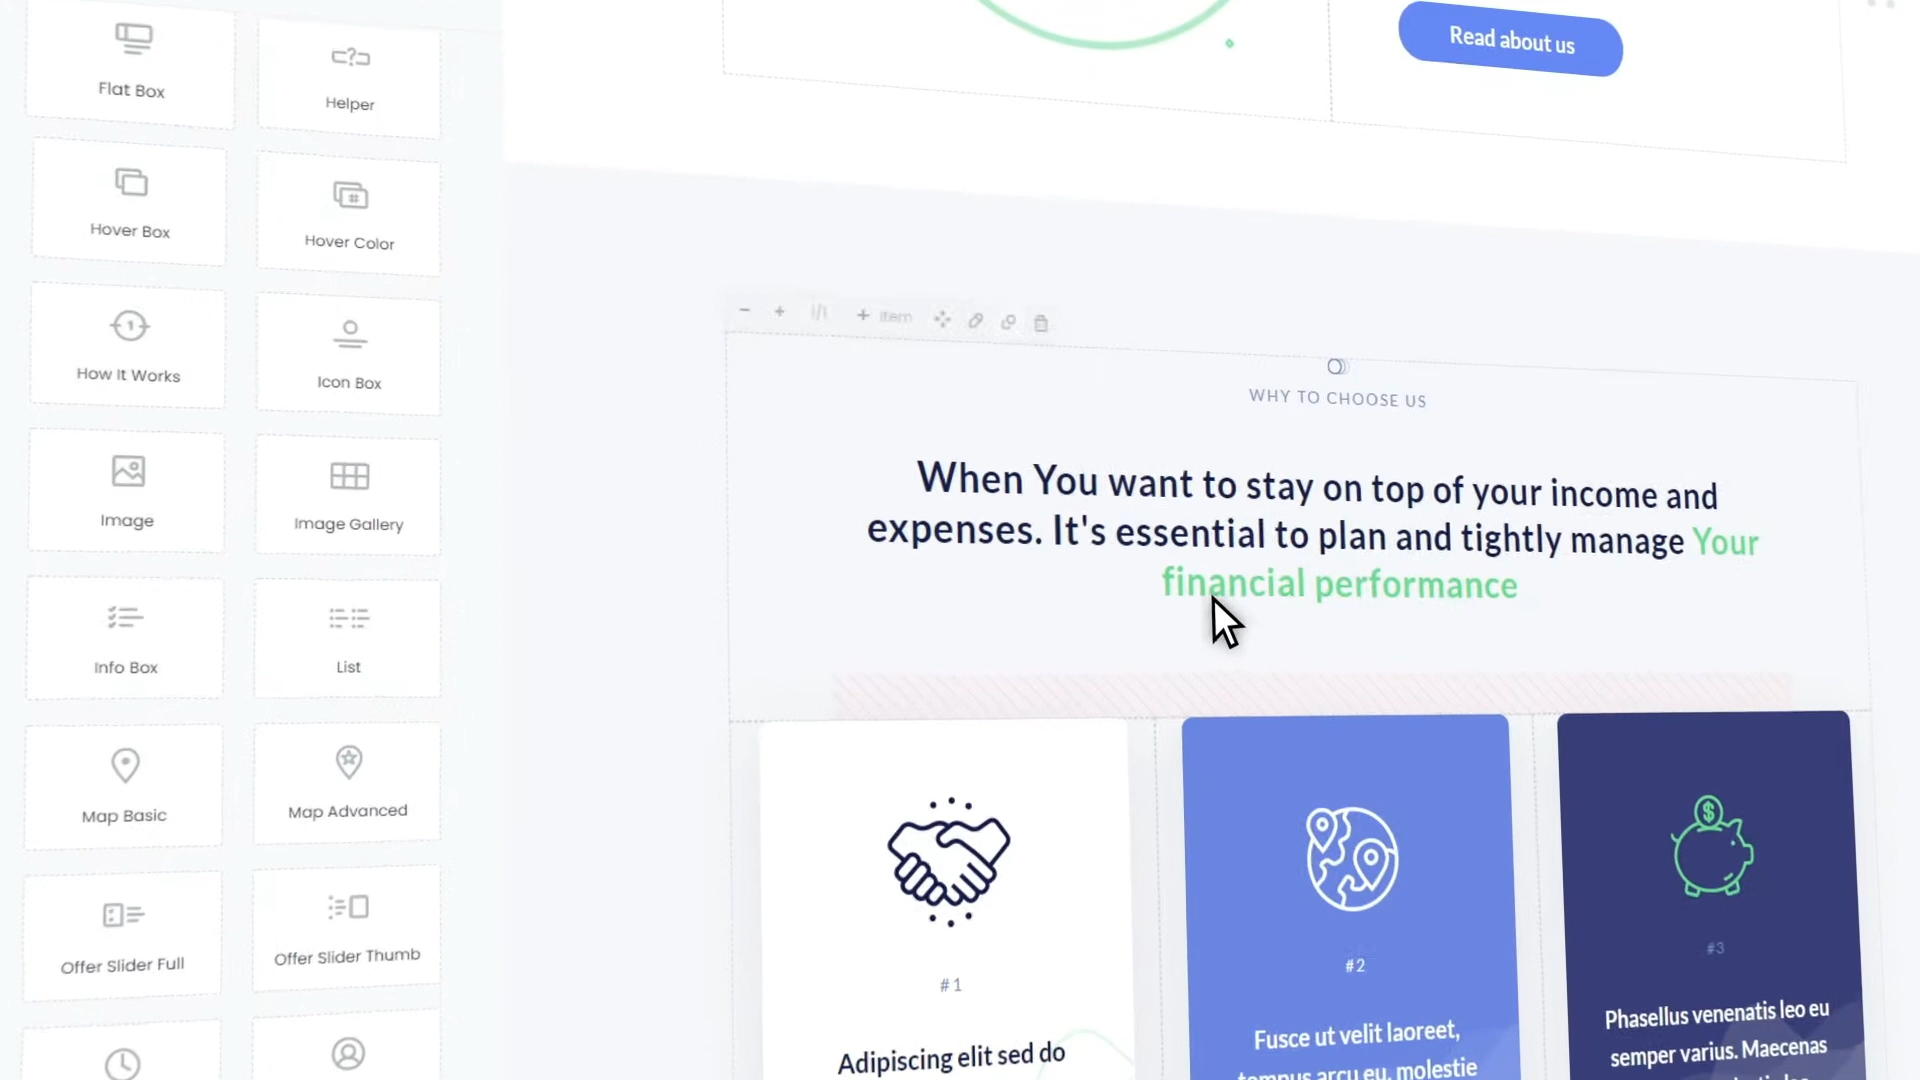 Flat Box
Helper
Hover Box
Hover Color
How It Works
Icon Box
Image
Image Gallery
Info Box
List
Map Basic
Map Advanced
Offer Slider Full
Offer Slider Thumb
Read about us
Item
WHY TO CHOOSE US
When You want to stay on top of your income and
expenses. It's essential to plan and tightly manage Your
financial performance
#1
Adipiscing elit sed do
#2
Fusce ut velit laoreet,
tempus arcu eu, molestie
#3
Phasellus venenatis leo eu
semper varius. Maecenas